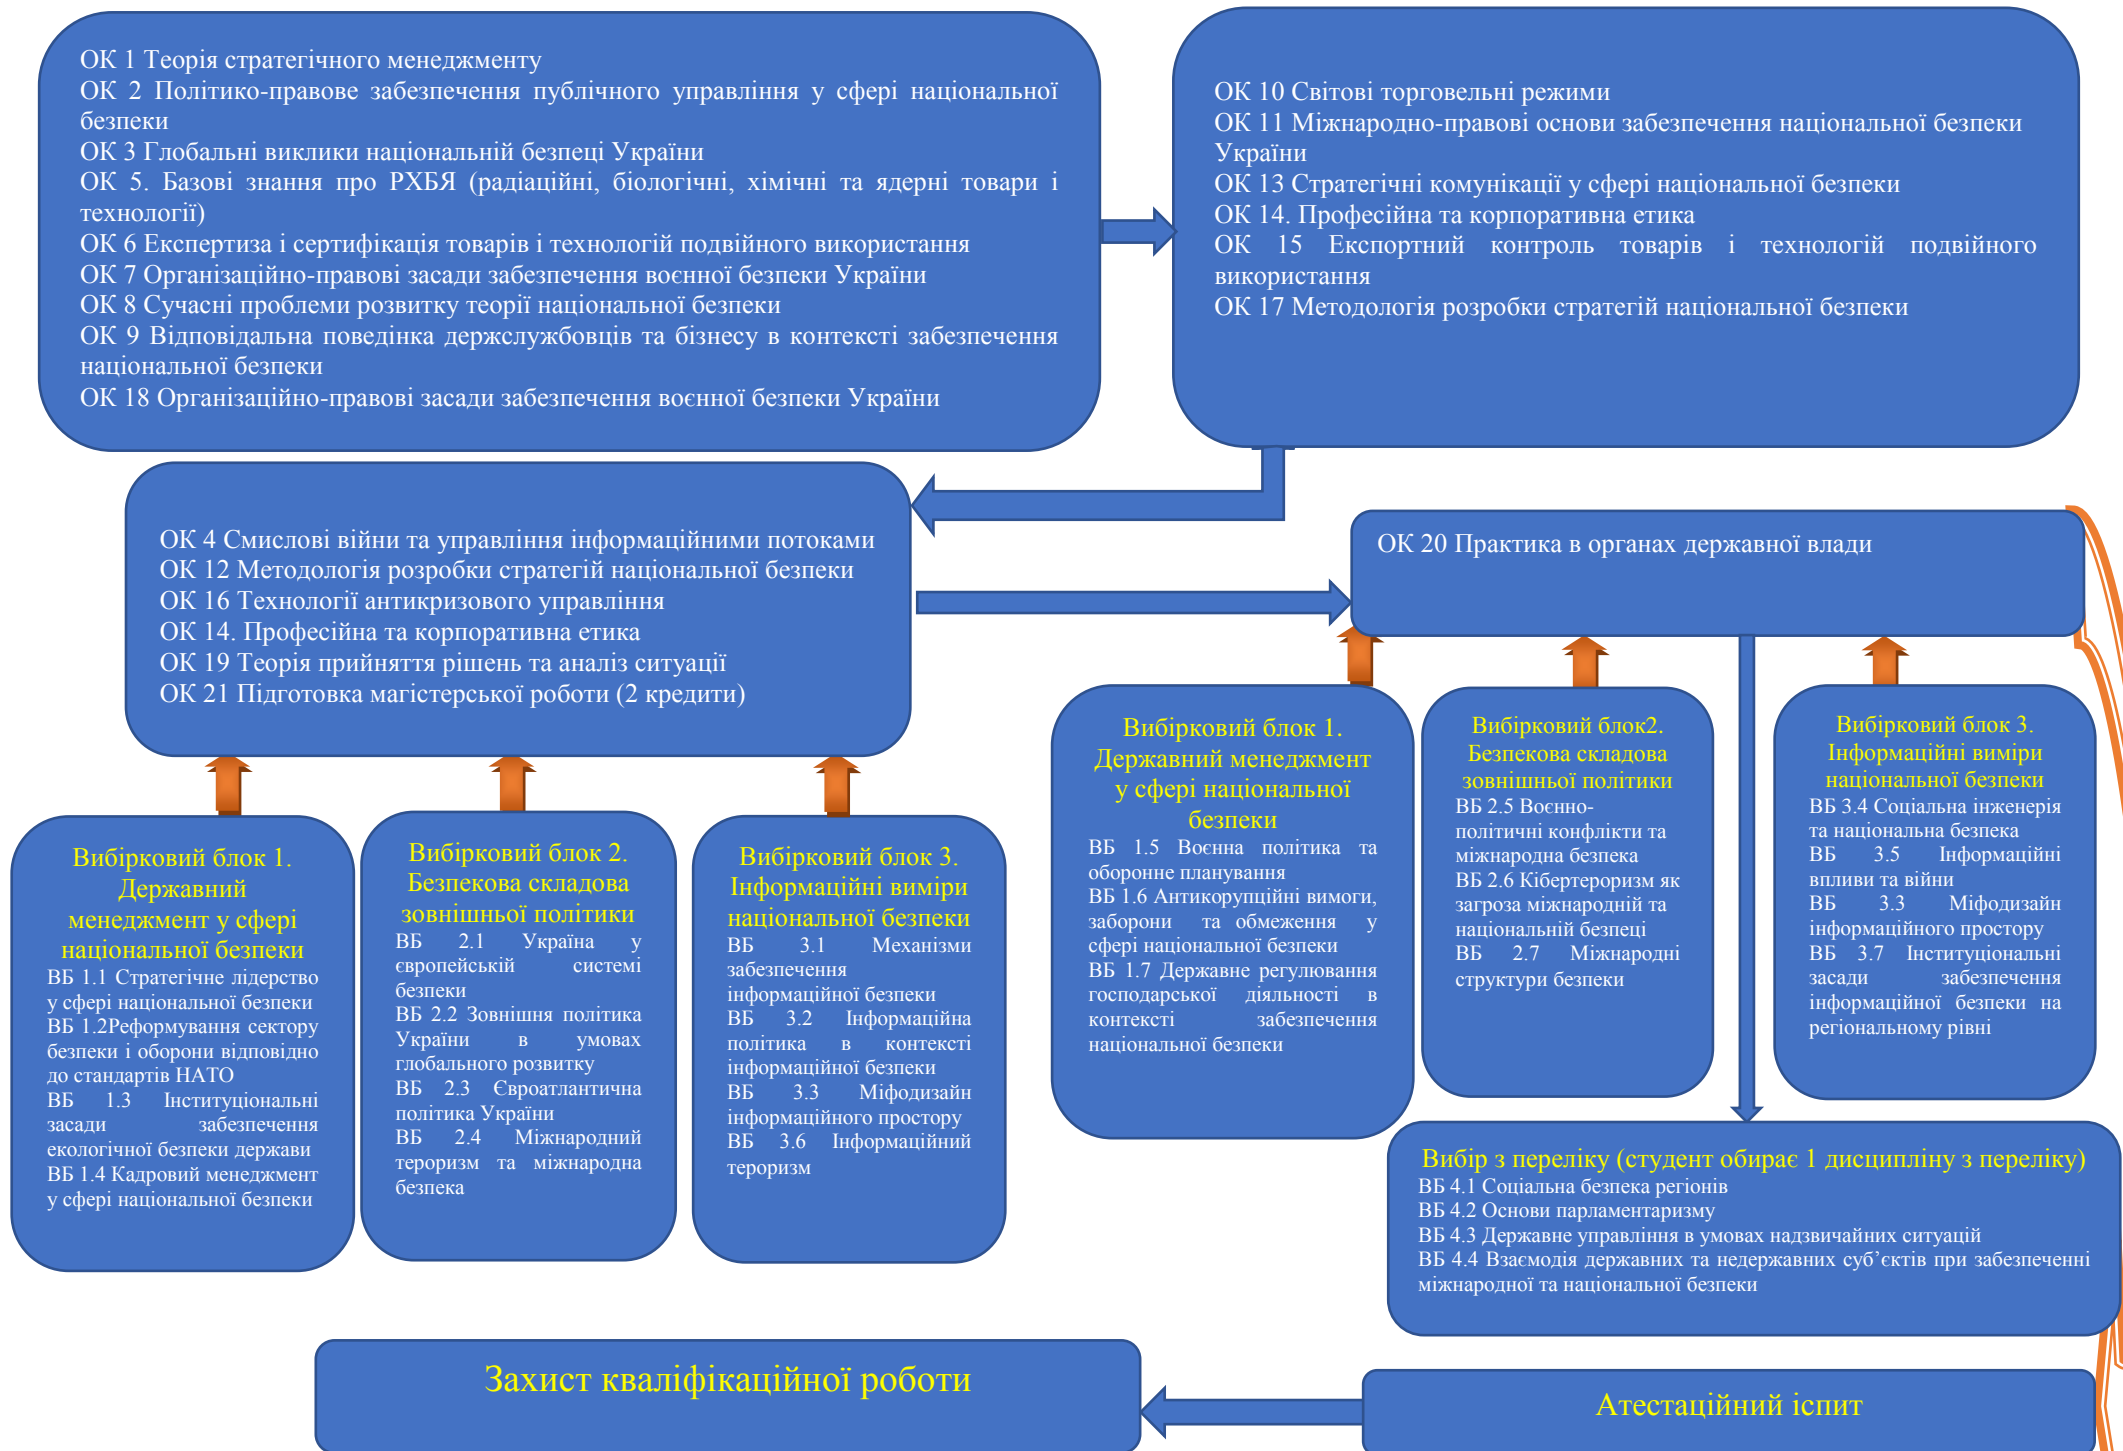 ОК 1 Теорія стратегічного менеджменту
ОК 2 Політико-правове забезпечення публічного управління у сфері національної
безпеки
ОК 3 Глобальні виклики національній безпеці України
ОК 5. Базові знання про РХБЯ (радіаційні, біологічні, хімічні та ядерні товари і
технології)
ОК 6 Експертиза і сертифікація товарів і технологій подвійного використання
ОК 7 Організаційно-правові засади забезпечення воєнної безпеки України
ОК 8 Сучасні проблеми розвитку теорії національної безпеки
ОК 9 Відповідальна поведінка держслужбовців та бізнесу в контексті забезпечення
національної безпеки
ОК 18 Організаційно-правові засади забезпечення воєнної безпеки України
ОК 10 Світові торговельні режими
ОК 11 Міжнародно-правові основи забезпечення національної безпеки
України
ОК 13 Стратегічні комунікації у сфері національної безпеки
ОК 14. Професійна та корпоративна етика
ОК 15 Експортний контроль товарів і технологій подвійного
використання
ОК 17 Методологія розробки стратегій національної безпеки
ОК 4 Смислові війни та управління інформаційними потоками
ОК 12 Методологія розробки стратегій національної безпеки
ОК 16 Технології антикризового управління
ОК 14. Професійна та корпоративна етика
ОК 19 Теорія прийняття рішень та аналіз ситуації
ОК 21 Підготовка магістерської роботи (2 кредити)
ОК 20 Практика в органах державної влади
Вибірковий блок 1.
Державний
менеджмент у сфері
національної безпеки
ВБ 1.1 Стратегічне лідерство
у сфері національної безпеки
ВБ 1.2Реформування сектору
безпеки і оборони відповідно
до стандартів НАТО
ВБ 1.3 Інституціональні
засади забезпечення
екологічної безпеки держави
ВБ 1.4 Кадровий менеджмент
у сфері національної безпеки
Вибірковий блок 2.
Безпекова складова
зовнішньої політики
ВБ 2.1 Україна у
європейській системі
безпеки
ВБ 2.2 Зовнішня політика
України в умовах
глобального розвитку
ВБ 2.3 Євроатлантична
політика України
ВБ 2.4 Міжнародний
тероризм та міжнародна
безпека
Вибірковий блок 3.
Інформаційні виміри
національної безпеки
ВБ 3.1 Механізми
забезпечення
інформаційної безпеки
ВБ 3.2 Інформаційна
політика в контексті
інформаційної безпеки
ВБ 3.3 Міфодизайн
інформаційного простору
ВБ 3.6 Інформаційний
тероризм
Вибірковий блок 1.
Державний менеджмент
у сфері національної
безпеки
ВБ 1.5 Воєнна політика та
оборонне планування
ВБ 1.6 Антикорупційні вимоги,
заборони та обмеження у
сфері національної безпеки
ВБ 1.7 Державне регулювання
господарської діяльності в
контексті забезпечення
національної безпеки
Вибірковий блок2.
Безпекова складова
зовнішньої політики
ВБ 2.5 Воєнно-
політичні конфлікти та
міжнародна безпека
ВБ 2.6 Кібертероризм як
загроза міжнародній та
національній безпеці
ВБ 2.7 Міжнародні
структури безпеки
Вибірковий блок 3.
Інформаційні виміри
національної безпеки
ВБ 3.4 Соціальна інженерія
та національна безпека
ВБ 3.5 Інформаційні
впливи та війни
ВБ 3.3 Міфодизайн
інформаційного простору
ВБ 3.7 Інституціональні
засади забезпечення
інформаційної безпеки на
регіональному рівні
Вибір з переліку (студент обирає 1 дисципліну з переліку)
ВБ 4.1 Соціальна безпека регіонів
ВБ 4.2 Основи парламентаризму
ВБ 4.3 Державне управління в умовах надзвичайних ситуацій
ВБ 4.4 Взаємодія державних та недержавних суб’єктів при забезпеченні
міжнародної та національної безпеки
Захист кваліфікаційної роботи
Атестаційний іспит